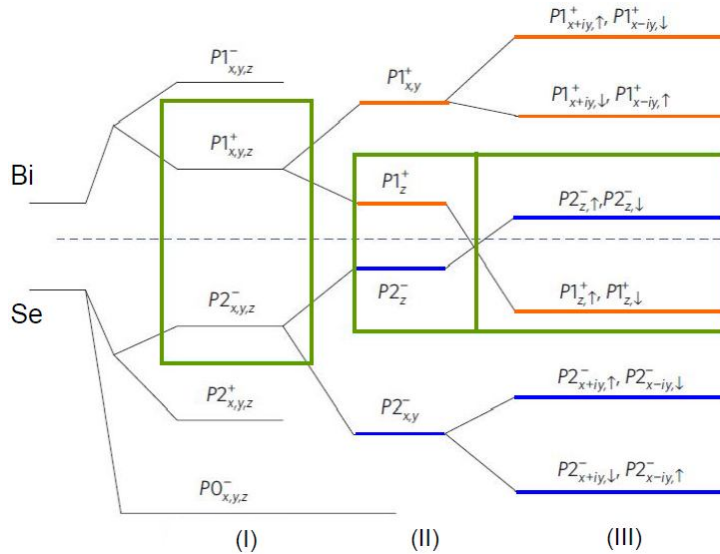 Bi
Se
P1⁻x,y,z
P1⁺x,y,z
P2⁻x,y,z
P2⁺x,y,z
P0⁻x,y,z
(I)
P1⁺x,y
P1⁺z
P2⁻z
P2⁻x,y
(II)
P1⁺x+iy,↑, P1⁺x−iy,↓
P1⁺x+iy,↓, P1⁺x−iy,↑
P2⁻z,↑,P2⁻z,↓
P1⁺z,↑, P1⁺z,↓
P2⁻x+iy,↑, P2⁻x−iy,↓
P2⁻x+iy,↓, P2⁻x−iy,↑
(III)